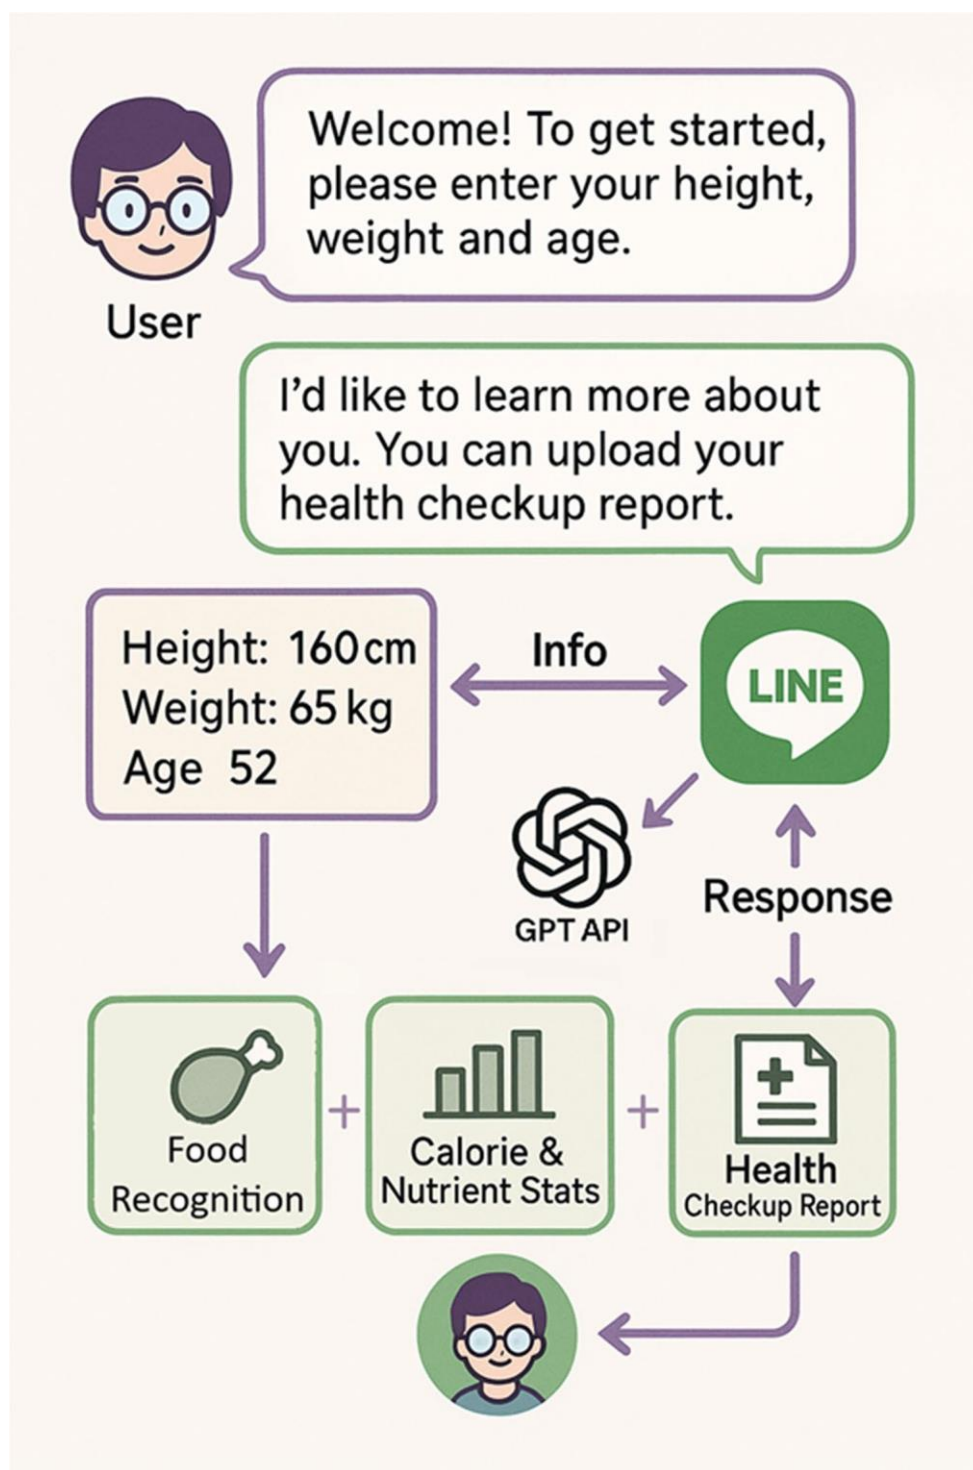 Welcome! To get started,
please enter your height,
weight and age.
User
I'd like to learn more about
you. You can upload your
health checkup report.
Height: 160 cm
Weight: 65 kg
Age 52
Info
LINE
GPT API
Response
Food
Recognition
+
Calorie &
Nutrient Stats
+
Health
Checkup Report